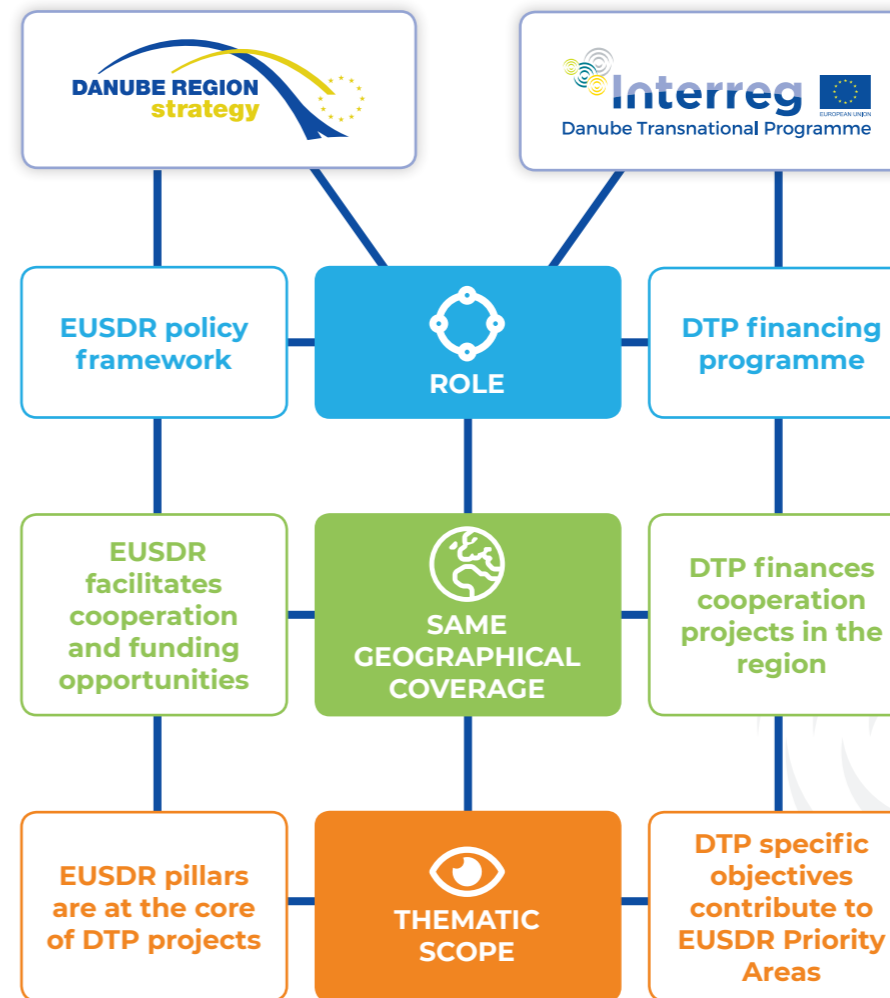 DANUBE REGION
strategy
Interreg
EUROPEAN UNION
Danube Transnational Programme
EUSDR policy
framework
ROLE
DTP financing
programme
EUSDR
facilitates
cooperation
and funding
opportunities
SAME
GEOGRAPHICAL
COVERAGE
DTP finances
cooperation
projects in the
region
EUSDR pillars
are at the core
of DTP projects
THEMATIC
SCOPE
DTP specific
objectives
contribute to
EUSDR Priority
Areas